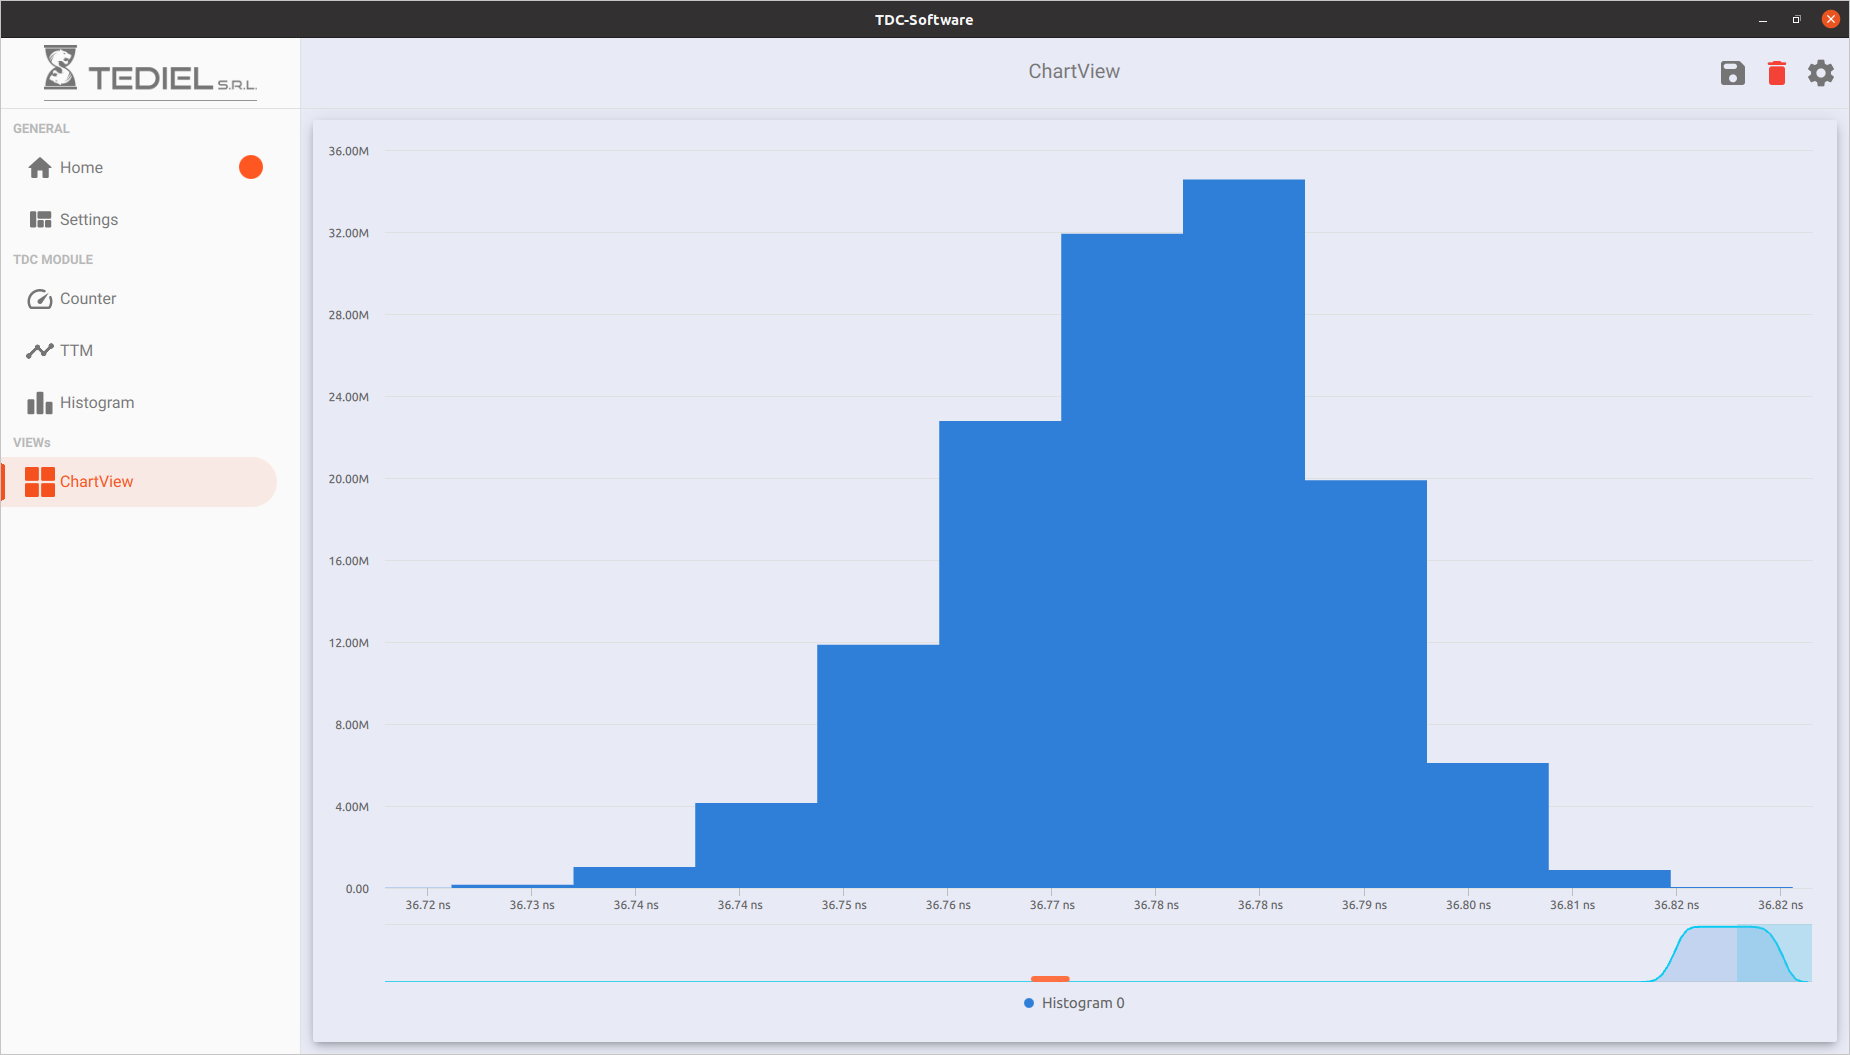 TDC-Software
TEDIEL S.R.L.
ChartView
GENERAL
Home
Settings
TDC MODULE
Counter
TTM
Histogram
VIEWs
ChartView
36.00M
32.00M
28.00M
24.00M
20.00M
16.00M
12.00M
8.00M
4.00M
0.00
36.72 ns 36.73 ns 36.74 ns 36.74 ns 36.75 ns 36.76 ns 36.77 ns 36.78 ns 36.78 ns 36.79 ns 36.80 ns 36.81 ns 36.82 ns 36.82 ns
Histogram 0